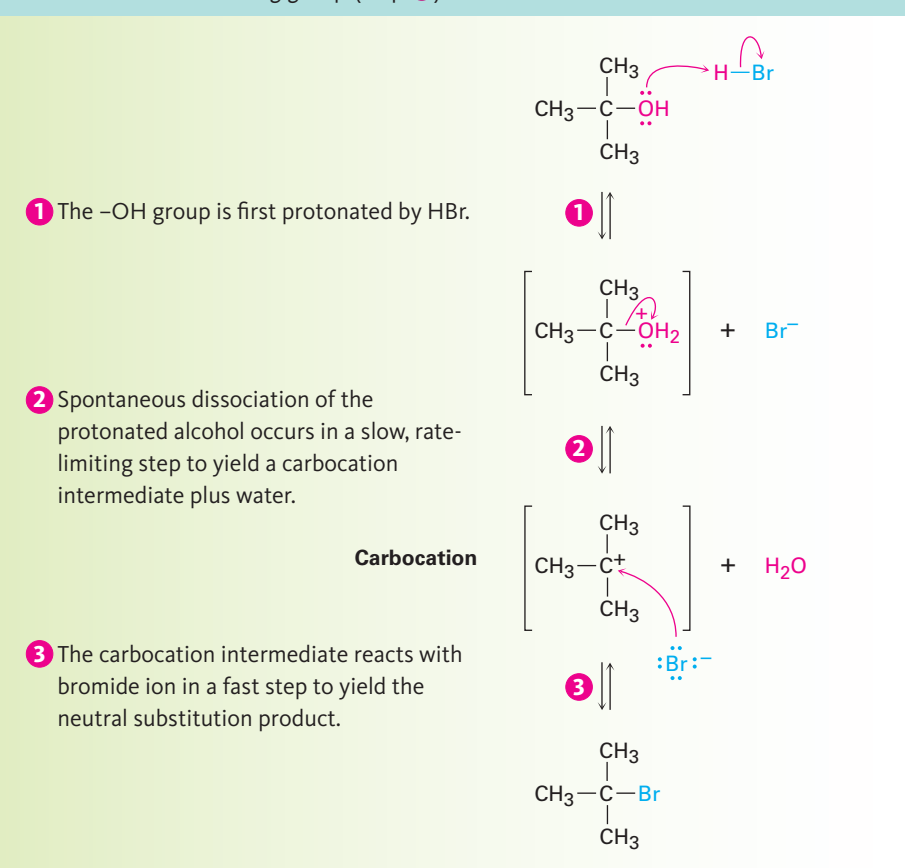 CH3
H—Br
CH3—C—ÖH
CH3
1 The –OH group is first protonated by HBr.
1
CH3
+
CH3—C—OH2 + Br–
CH3
2 Spontaneous dissociation of the
protonated alcohol occurs in a slow, rate-
limiting step to yield a carbocation
intermediate plus water.
2
CH3
Carbocation
CH3—C+ + H2O
CH3
3 The carbocation intermediate reacts with
bromide ion in a fast step to yield the
neutral substitution product.
:Br:–
3
CH3
CH3—C—Br
CH3